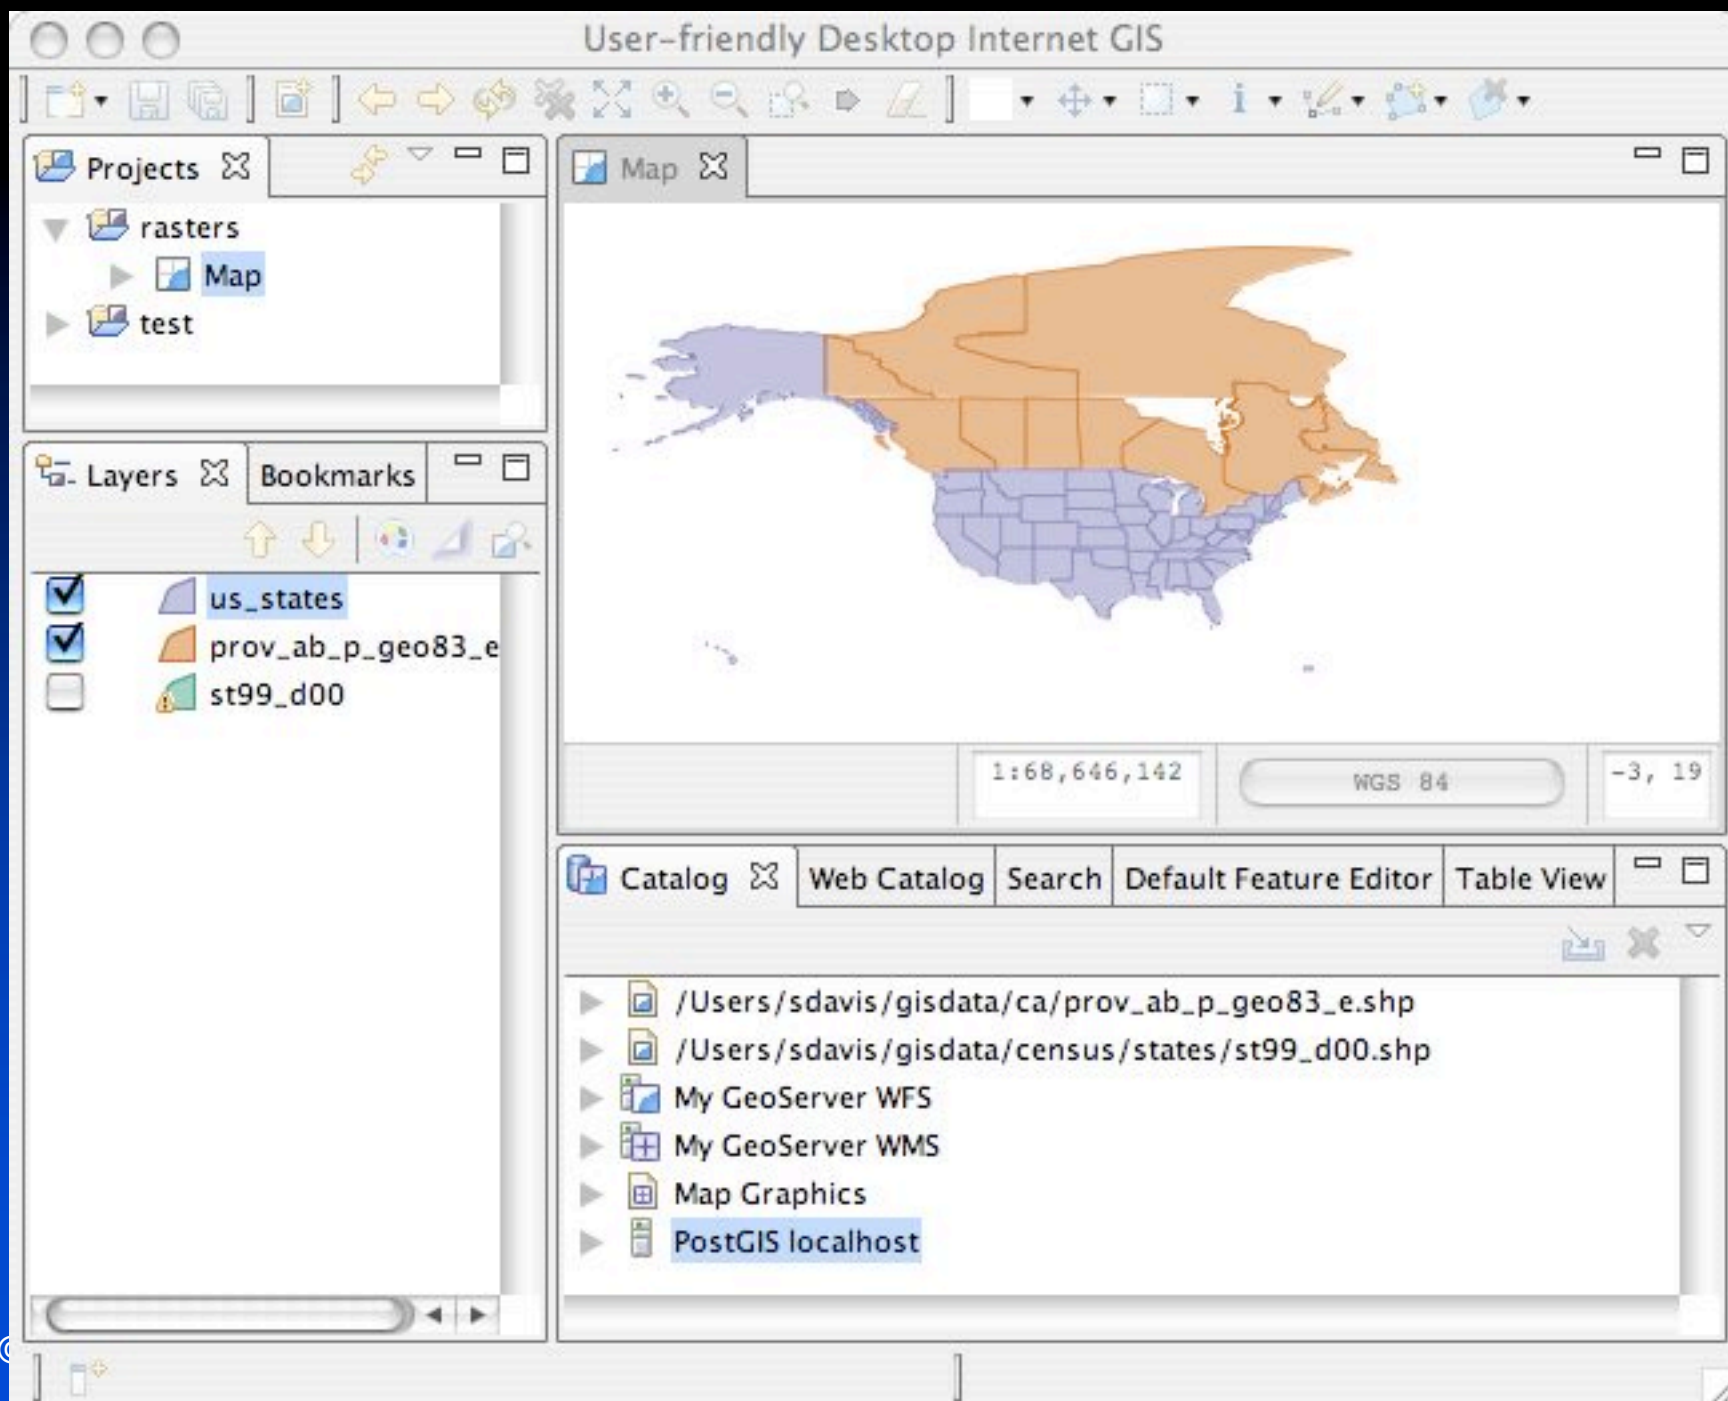 User-friendly Desktop Internet GIS
Projects
rasters
Map
test
Layers
Bookmarks
us_states
prov_ab_p_geo83_e
st99_d00
Map
1:68,646,142
WGS 84
-3, 19
Catalog
Web Catalog
Search
Default Feature Editor
Table View
/Users/sdavis/gisdata/ca/prov_ab_p_geo83_e.shp
/Users/sdavis/gisdata/census/states/st99_d00.shp
My GeoServer WFS
My GeoServer WMS
Map Graphics
PostGIS localhost